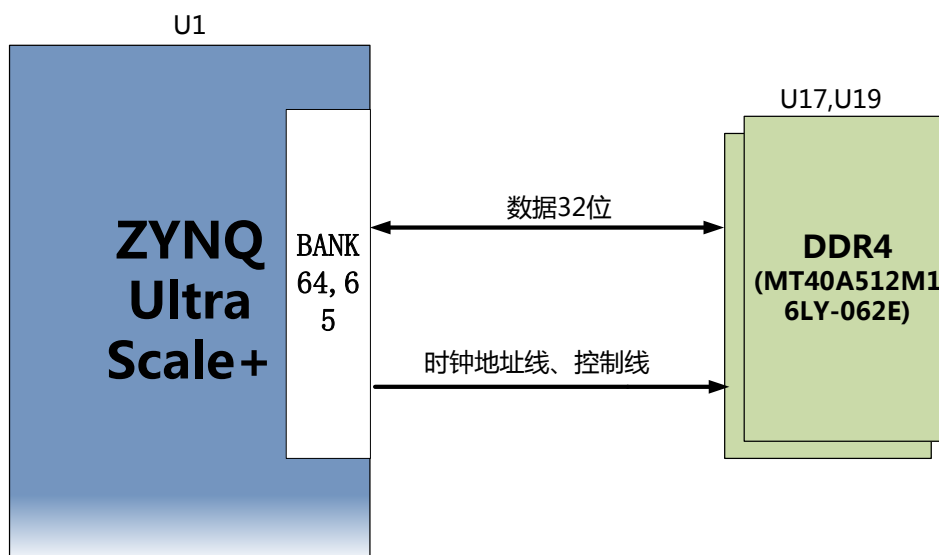 U1
U17,U19
ZYNQ
Ultra
Scale+
BANK
64,6
5
数据32位
时钟地址线、控制线
DDR4
(MT40A512M1
6LY-062E)